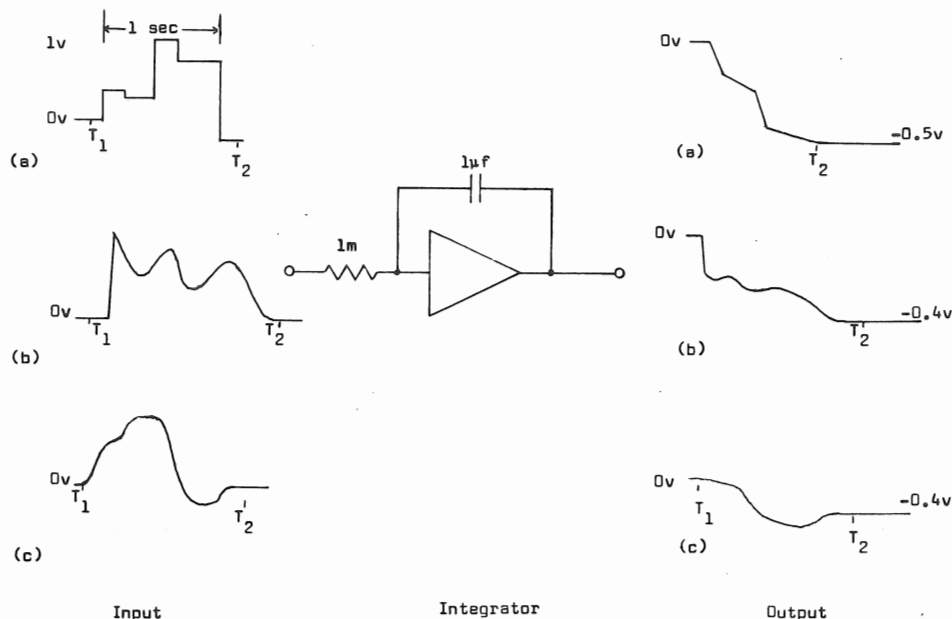 1 sec
1v
0v
T1
T2
(a)
0v
-0.5v
T2
(a)
1μf
1m
0v
T1
T2
(b)
0v
-0.4v
T2
(b)
0v
T1
T2
(c)
0v
-0.4v
T1
T2
(c)
Input
Integrator
Output